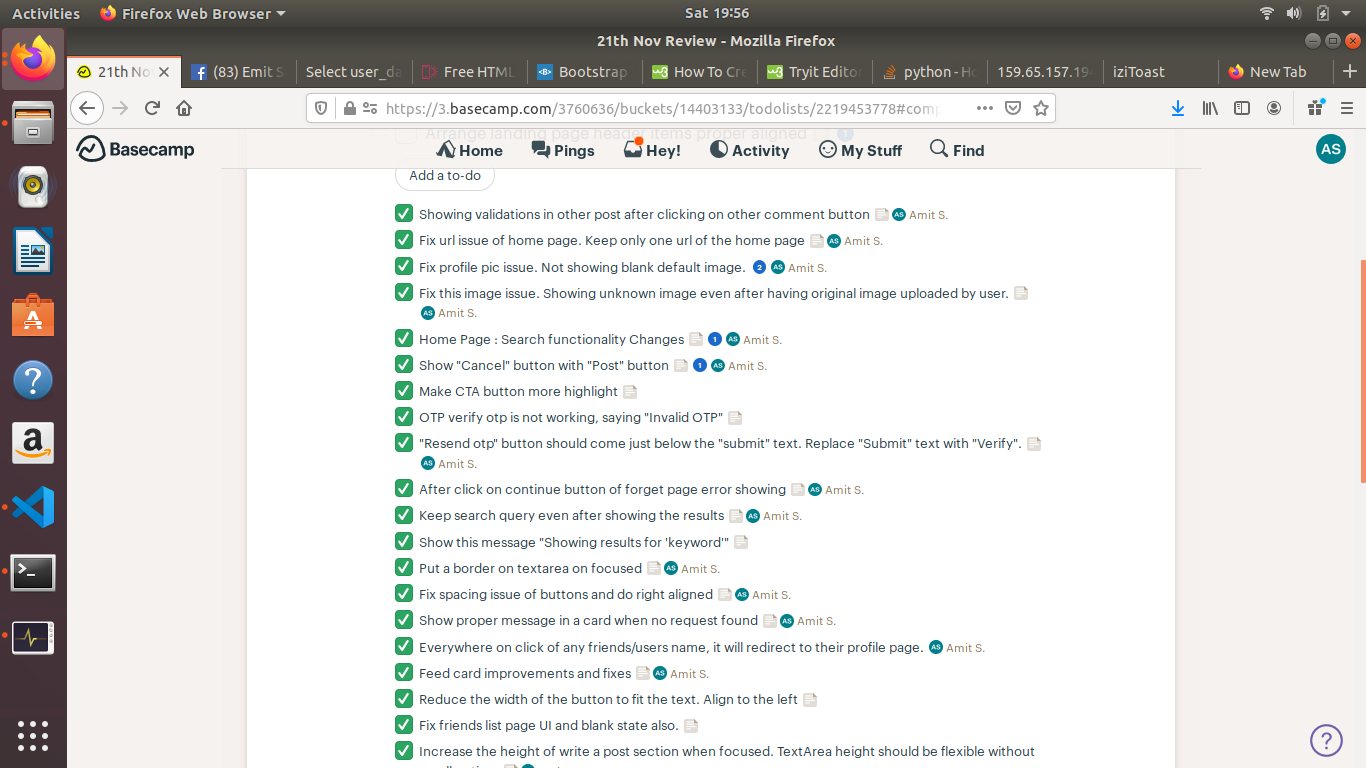 Activities Firefox Web Browser Sat 19:56
21th Nov Review - Mozilla Firefox
21th Nov (83) Emit S Select user_da Free HTML Bootstrap How To Cre Tryit Editor python - Ho 159.65.157.19 iziToast New Tab
https://3.basecamp.com/3760636/buckets/14403133/todolists/2219453778#comp
Arrange landing page header items proper aligned 1
Basecamp Home Pings Hey! Activity My Stuff Find AS
Add a to-do
Showing validations in other post after clicking on other comment button AS Amit S.
Fix url issue of home page. Keep only one url of the home page AS Amit S.
Fix profile pic issue. Not showing blank default image. 2 AS Amit S.
Fix this image issue. Showing unknown image even after having original image uploaded by user.
AS Amit S.
Home Page : Search functionality Changes 1 AS Amit S.
Show "Cancel" button with "Post" button 1 AS Amit S.
Make CTA button more highlight
OTP verify otp is not working, saying "Invalid OTP"
"Resend otp" button should come just below the "submit" text. Replace "Submit" text with "Verify".
AS Amit S.
After click on continue button of forget page error showing AS Amit S.
Keep search query even after showing the results AS Amit S.
Show this message "Showing results for 'keyword'"
Put a border on textarea on focused AS Amit S.
Fix spacing issue of buttons and do right aligned AS Amit S.
Show proper message in a card when no request found AS Amit S.
Everywhere on click of any friends/users name, it will redirect to their profile page. AS Amit S.
Feed card improvements and fixes AS Amit S.
Reduce the width of the button to fit the text. Align to the left
Fix friends list page UI and blank state also.
Increase the height of write a post section when focused. TextArea height should be flexible without